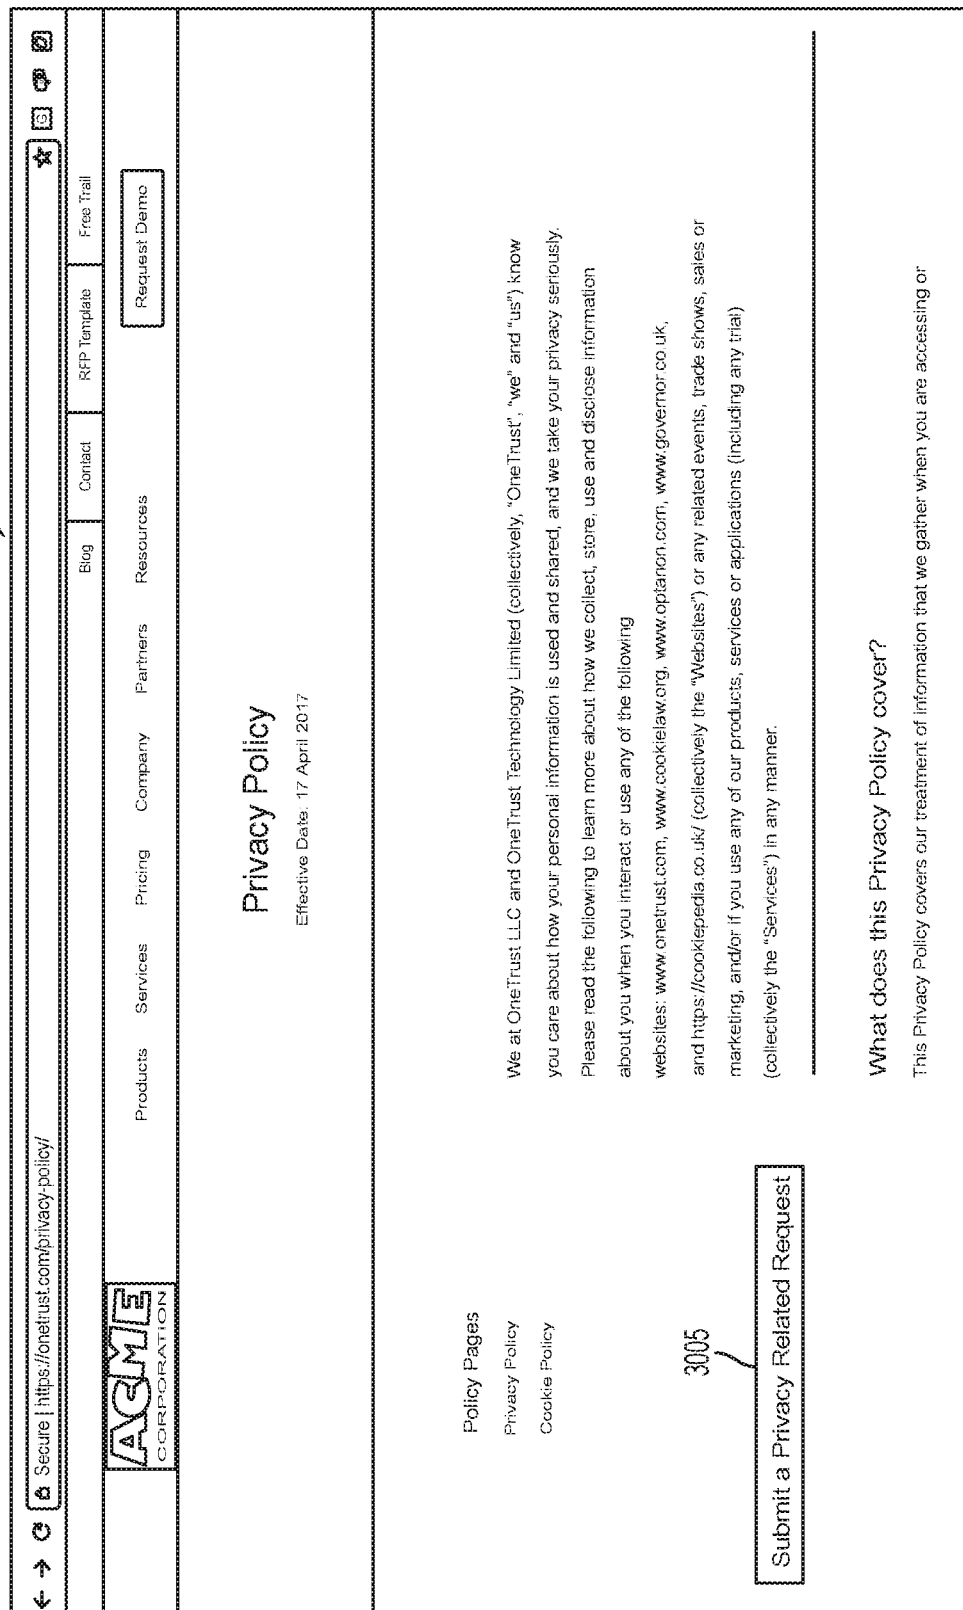 Secure | https://onetrust.com/privacy-policy/
Blog
Contact
RFP Template
Free Trail
ACME
CORPORATION
Products
Services
Pricing
Company
Partners
Resources
Request Demo
Privacy Policy
Effective Date: 17 April 2017
Policy Pages
Privacy Policy
Cookie Policy
3005
Submit a Privacy Related Request
We at OneTrust LLC and OneTrust Technology Limited (collectively, "OneTrust", "we" and "us") know
you care about how your personal information is used and shared, and we take your privacy seriously.
Please read the following to learn more about how we collect, store, use and disclose information
about you when you interact or use any of the following
websites: www.onetrust.com, www.cookielaw.org, www.optanon.com, www.governor.co.uk,
and https://cookiepedia.co.uk/ (collectively the "Websites") or any related events, trade shows, sales or
marketing, and/or if you use any of our products, services or applications (including any trial)
(collectively the "Services") in any manner.
What does this Privacy Policy cover?
This Privacy Policy covers our treatment of information that we gather when you are accessing or